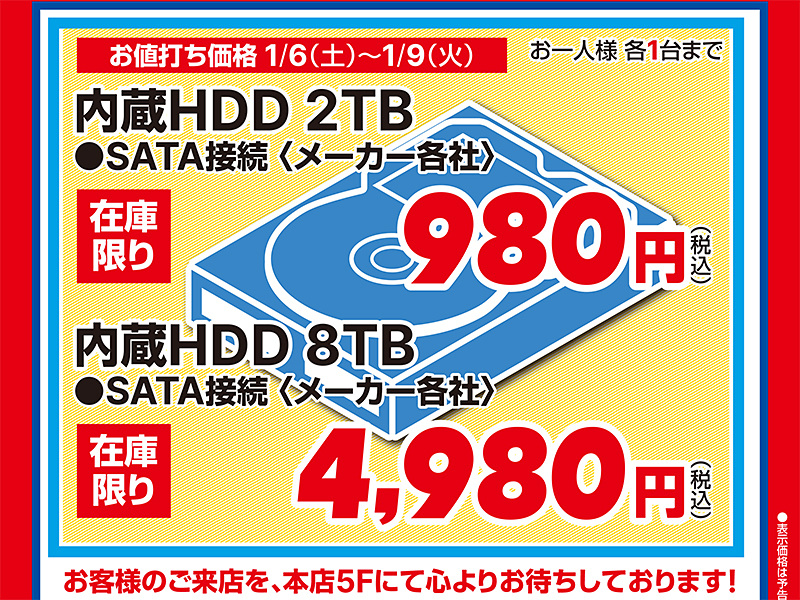 お値打ち価格 1/6(土)～1/9(火)
お一人様 各1台まで
内蔵HDD 2TB
●SATA接続〈メーカー各社〉
在庫
限り
980円(税込)
内蔵HDD 8TB
●SATA接続〈メーカー各社〉
在庫
限り
4,980円(税込)
お客様のご来店を、本店5Fにて心よりお待ちしております!
●表示価格は予告